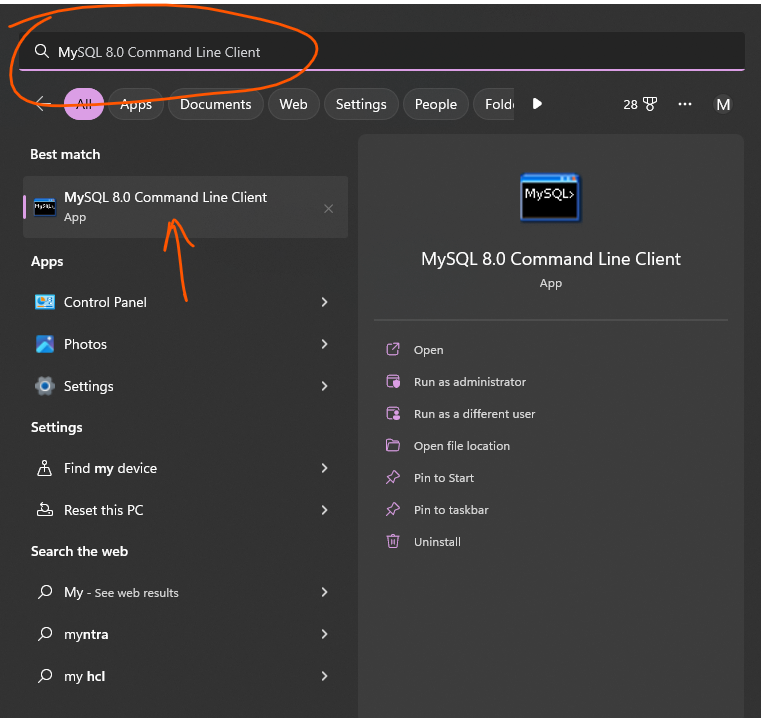 MySQL 8.0 Command Line Client
All Apps Documents Web Settings People Folde 28 M
Best match
MySQL 8.0 Command Line Client
App
Apps
Control Panel
Photos
Settings
Settings
Find my device
Reset this PC
Search the web
My - See web results
myntra
my hcl
MySQL>
MySQL 8.0 Command Line Client
App
Open
Run as administrator
Run as a different user
Open file location
Pin to Start
Pin to taskbar
Uninstall